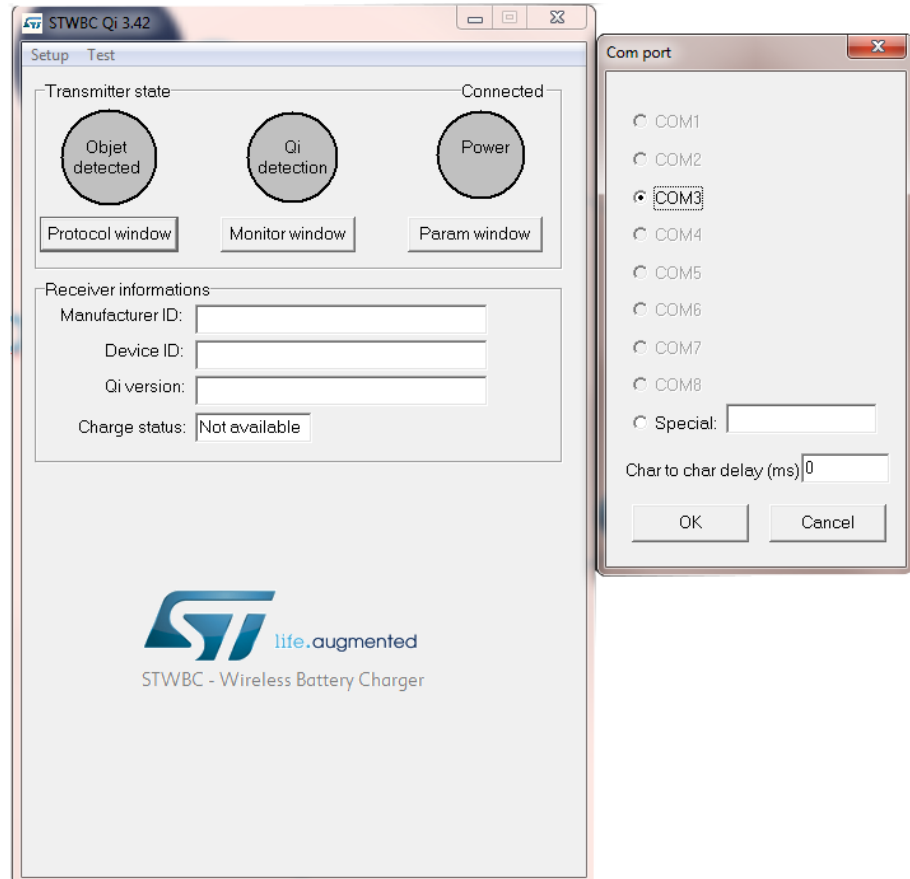 STWBC Qi 3.42
Setup Test
Transmitter state Connected
Objet
detected
Qi
detection
Power
Protocol window Monitor window Param window
Receiver informations
Manufacturer ID:
Device ID:
Qi version:
Charge status: Not available
ST
life.augmented
STWBC - Wireless Battery Charger
Com port
COM1
COM2
COM3
COM4
COM5
COM6
COM7
COM8
Special:
Char to char delay (ms) 0
OK Cancel